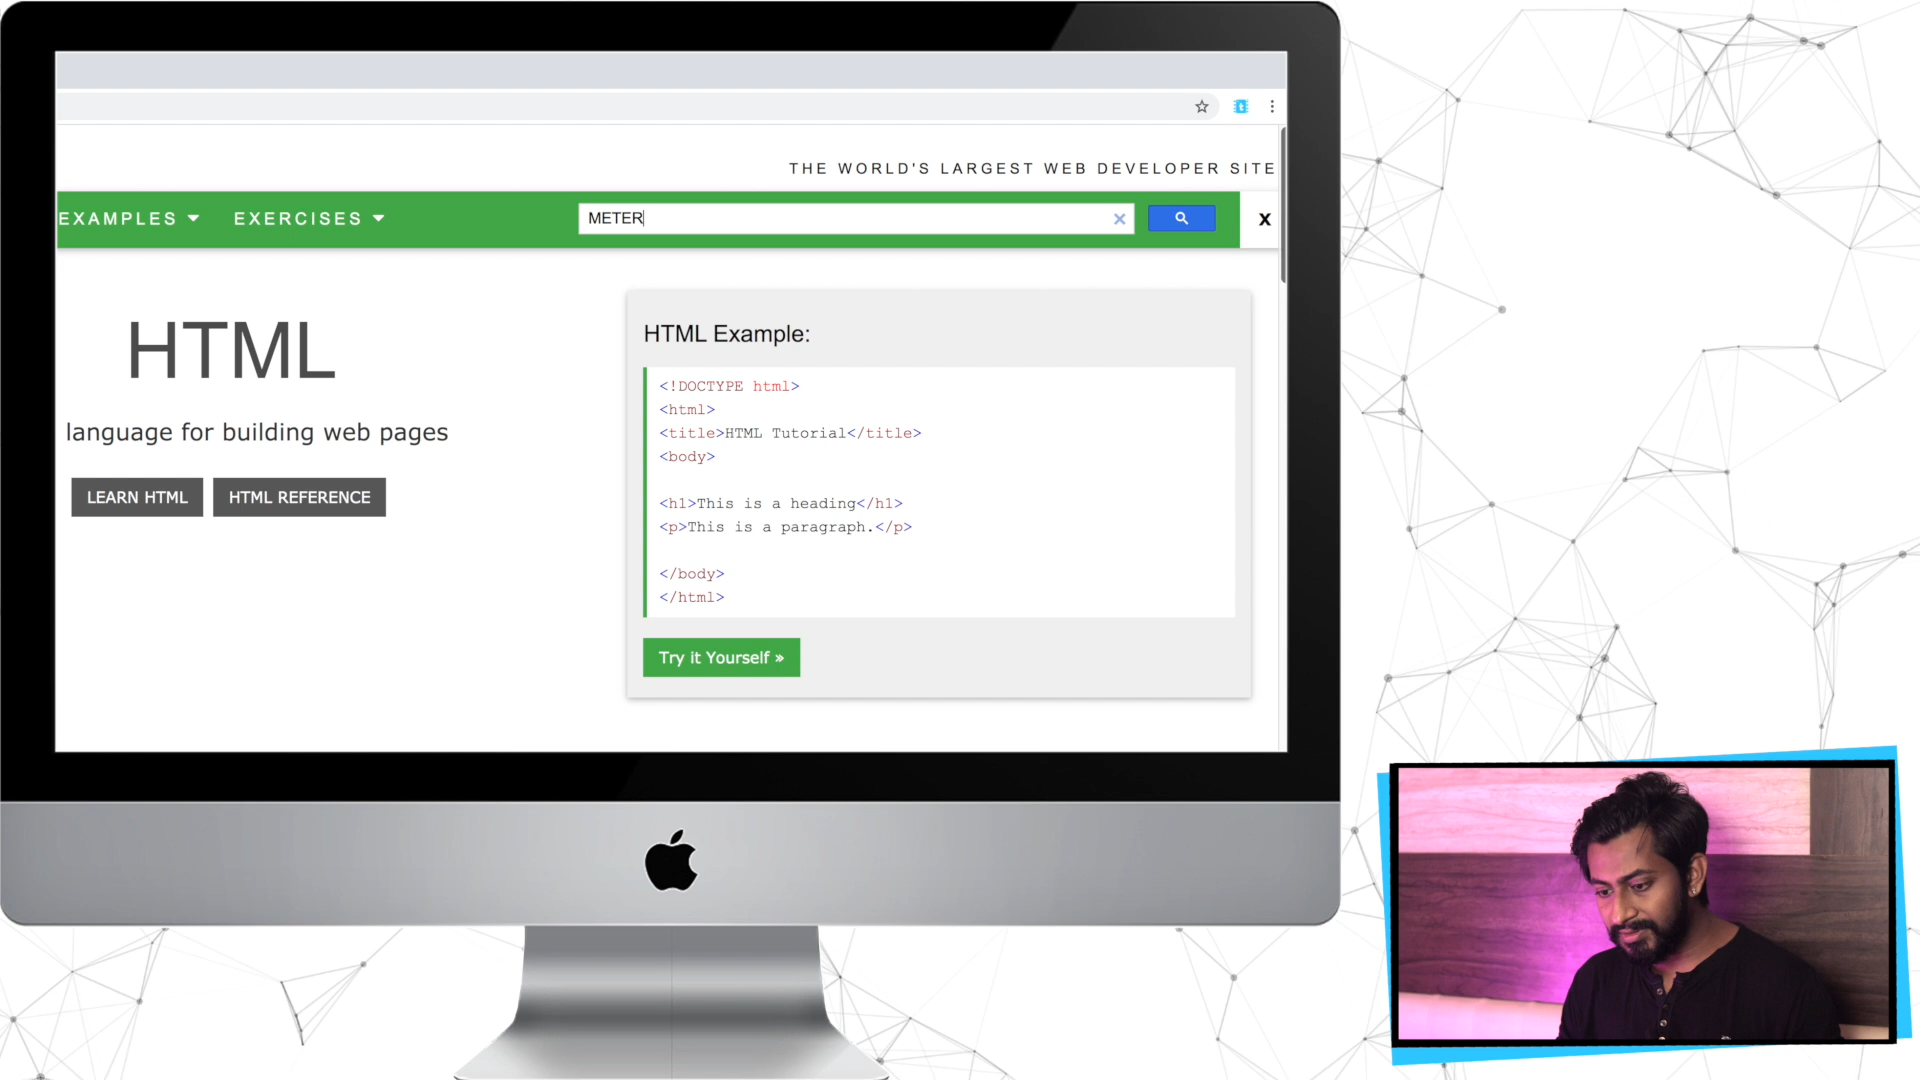 THE WORLD'S LARGEST WEB DEVELOPER SITE
EXAMPLES
EXERCISES
METER
X
HTML
language for building web pages
LEARN HTML
HTML REFERENCE
HTML Example:
<!DOCTYPE html>
<html>
<title>HTML Tutorial</title>
<body>
<h1>This is a heading</h1>
<p>This is a paragraph.</p>
</body>
</html>
Try it Yourself »